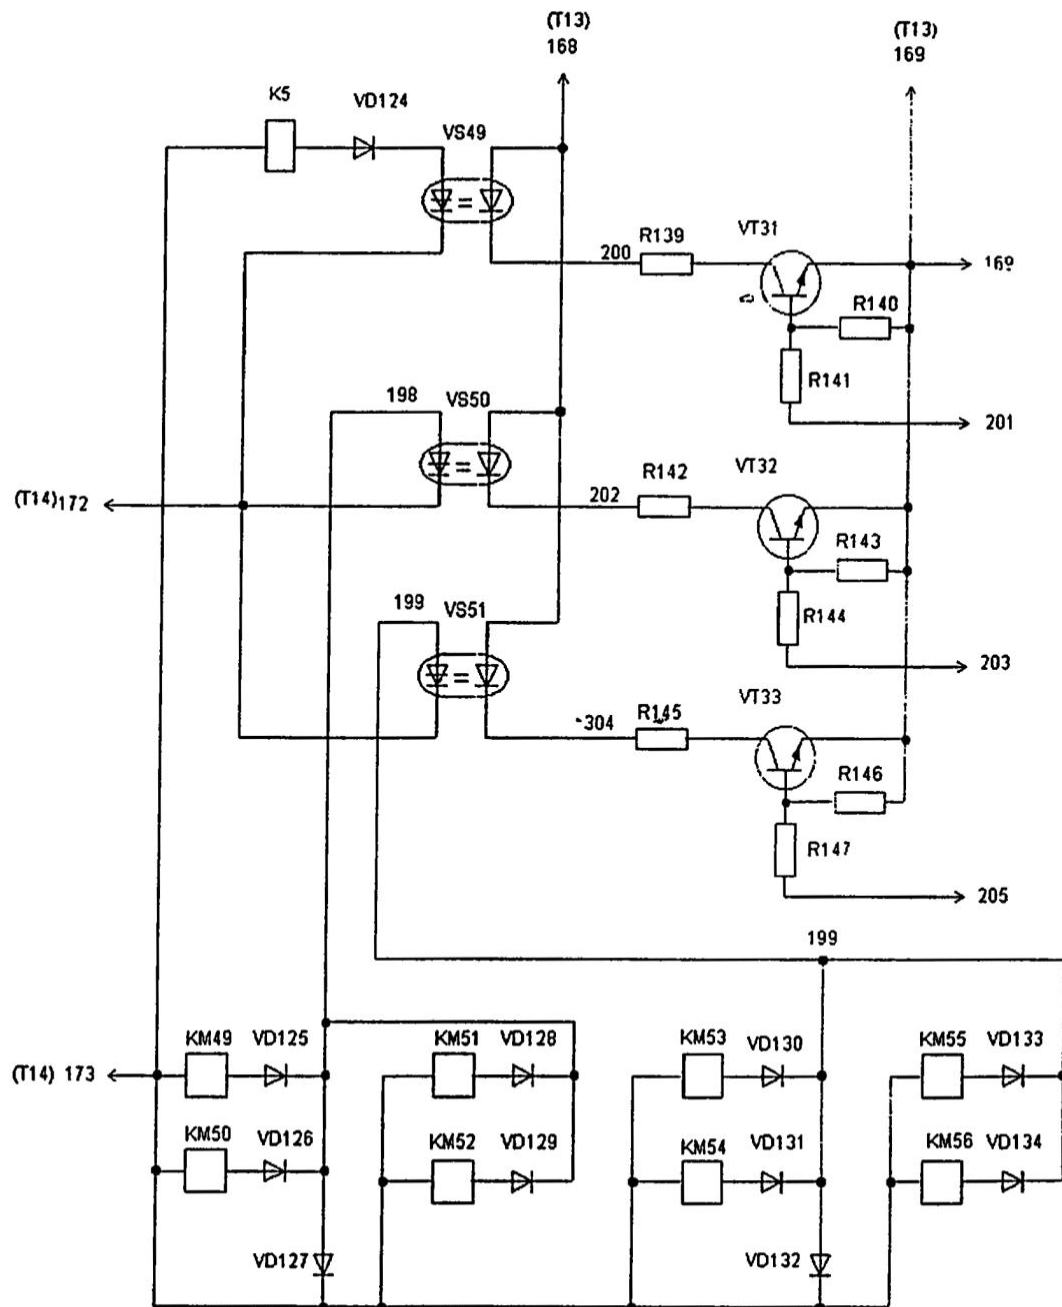 (T13)
168
(T13)
169
K5
VD124
VS49
200
R139
VT31
169
R140
R141
201
198
VS50
(T14)172
202
R142
VT32
R143
R144
203
199
VS51
304
R145
VT33
R146
R147
205
199
(T14) 173
KM49
VD125
KM51
VD128
KM53
VD130
KM55
VD133
KM50
VD126
KM52
VD129
KM54
VD131
KM56
VD134
VD127
VD132